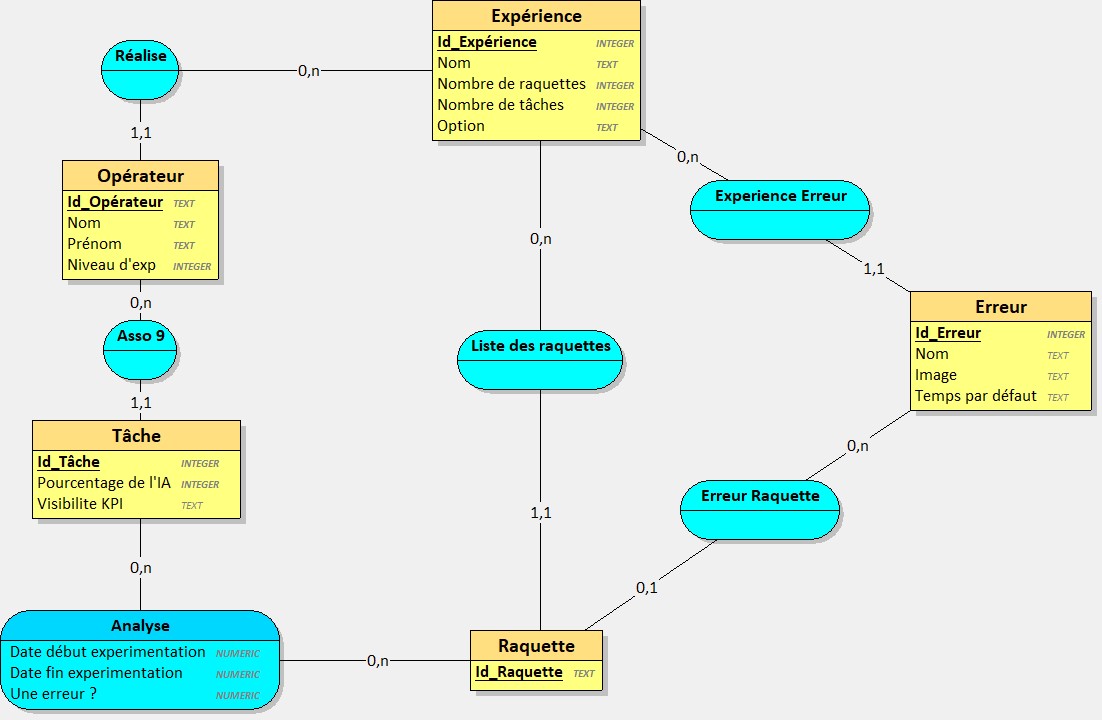 Expérience
Id_Expérience INTEGER
Nom TEXT
Nombre de raquettes INTEGER
Nombre de tâches INTEGER
Option TEXT
Réalise
0,n
1,1
0,n
Opérateur
Id_Opérateur TEXT
Nom TEXT
Prénom TEXT
Niveau d'exp INTEGER
Experience Erreur
0,n
1,1
0,n
Asso 9
Erreur
Id_Erreur INTEGER
Nom TEXT
Image TEXT
Temps par défaut TEXT
Liste des raquettes
1,1
Tâche
Id_Tâche INTEGER
Pourcentage de l'IA INTEGER
Visibilite KPI TEXT
0,n
Erreur Raquette
1,1
0,n
0,1
Analyse
Date début experimentation NUMERIC
Date fin experimentation NUMERIC
Une erreur ? NUMERIC
0,n
Raquette
Id_Raquette TEXT